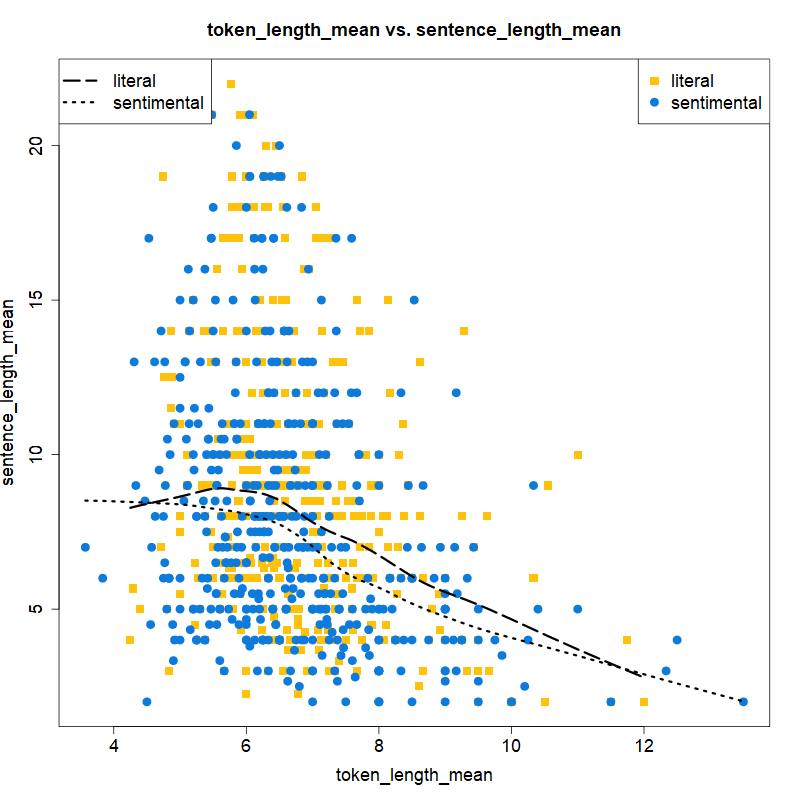 token_length_mean vs. sentence_length_mean
literal
sentimental
literal
sentimental
20
15
10
5
sentence_length_mean
4 6 8 10 12
token_length_mean